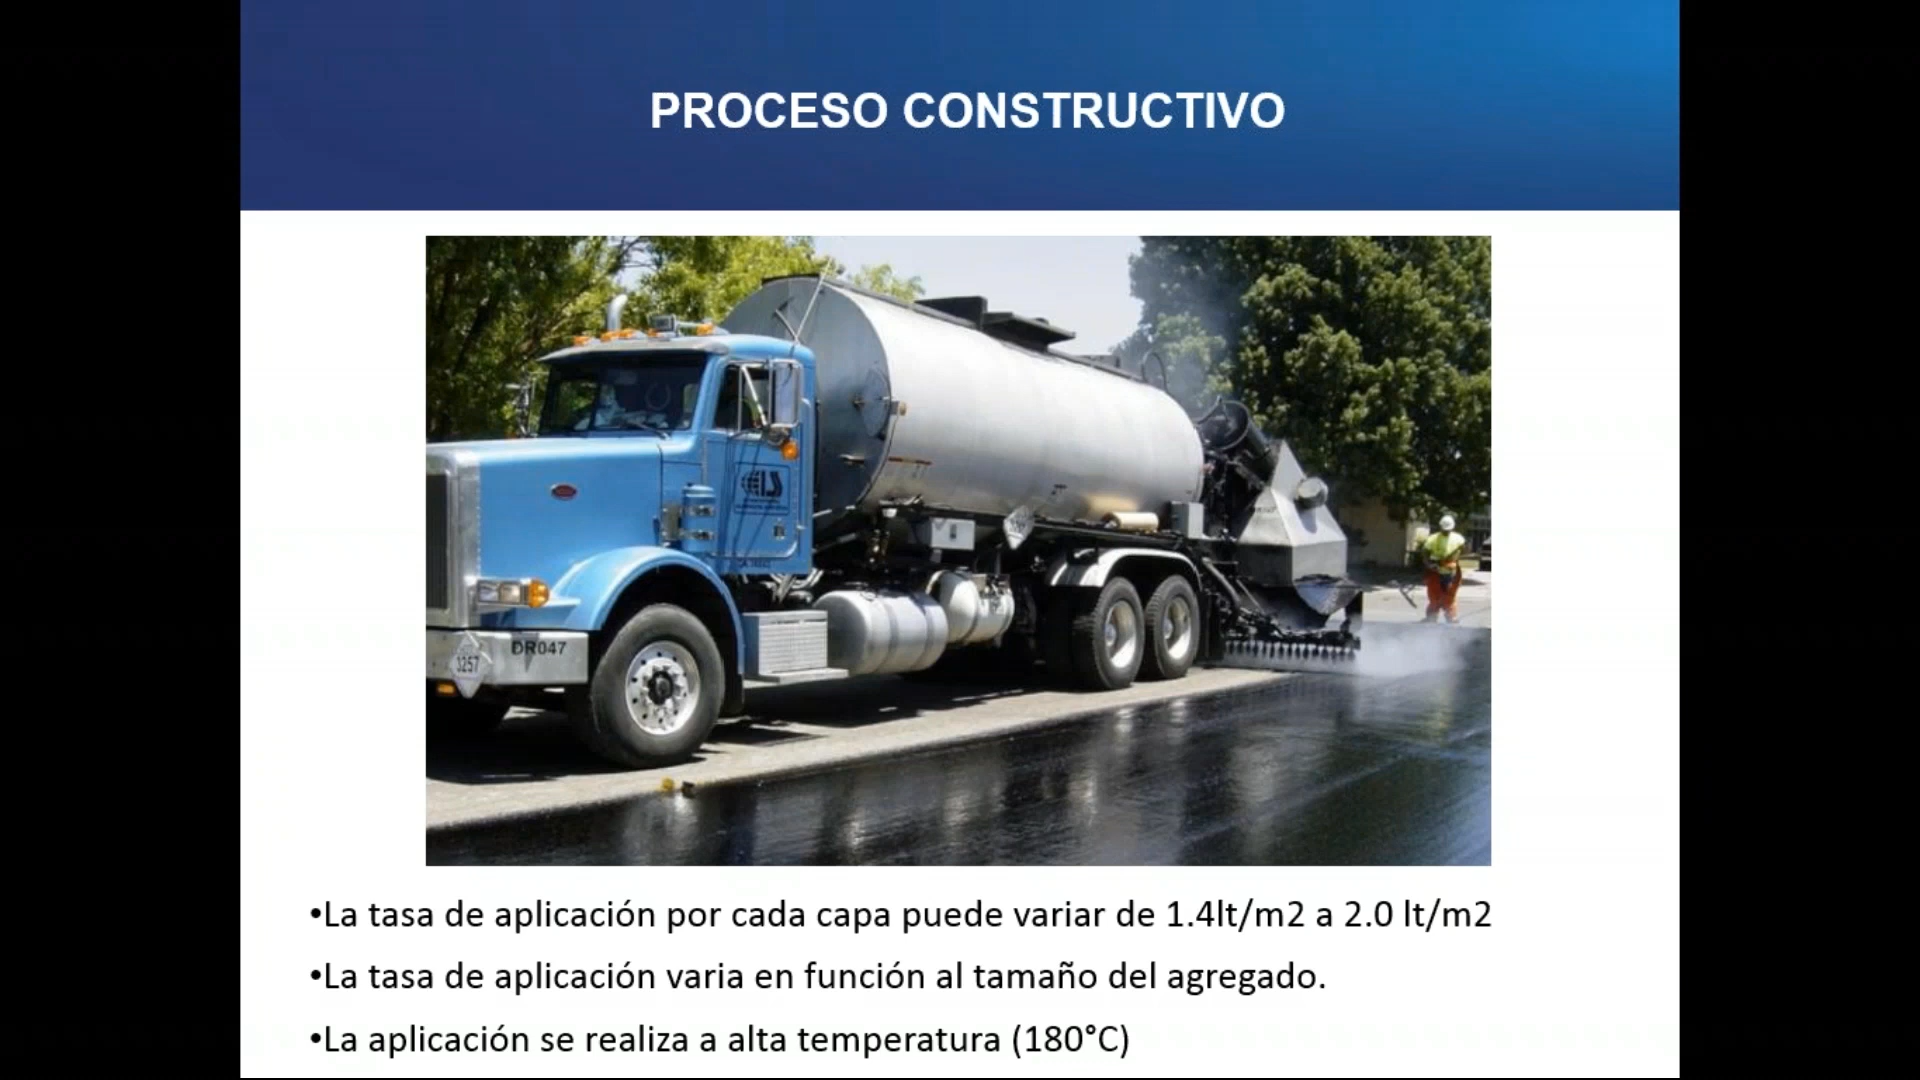 PROCESO CONSTRUCTIVO
DR047
3257
•La tasa de aplicación por cada capa puede variar de 1.4lt/m2 a 2.0 lt/m2
•La tasa de aplicación varia en función al tamaño del agregado.
•La aplicación se realiza a alta temperatura (180°C)